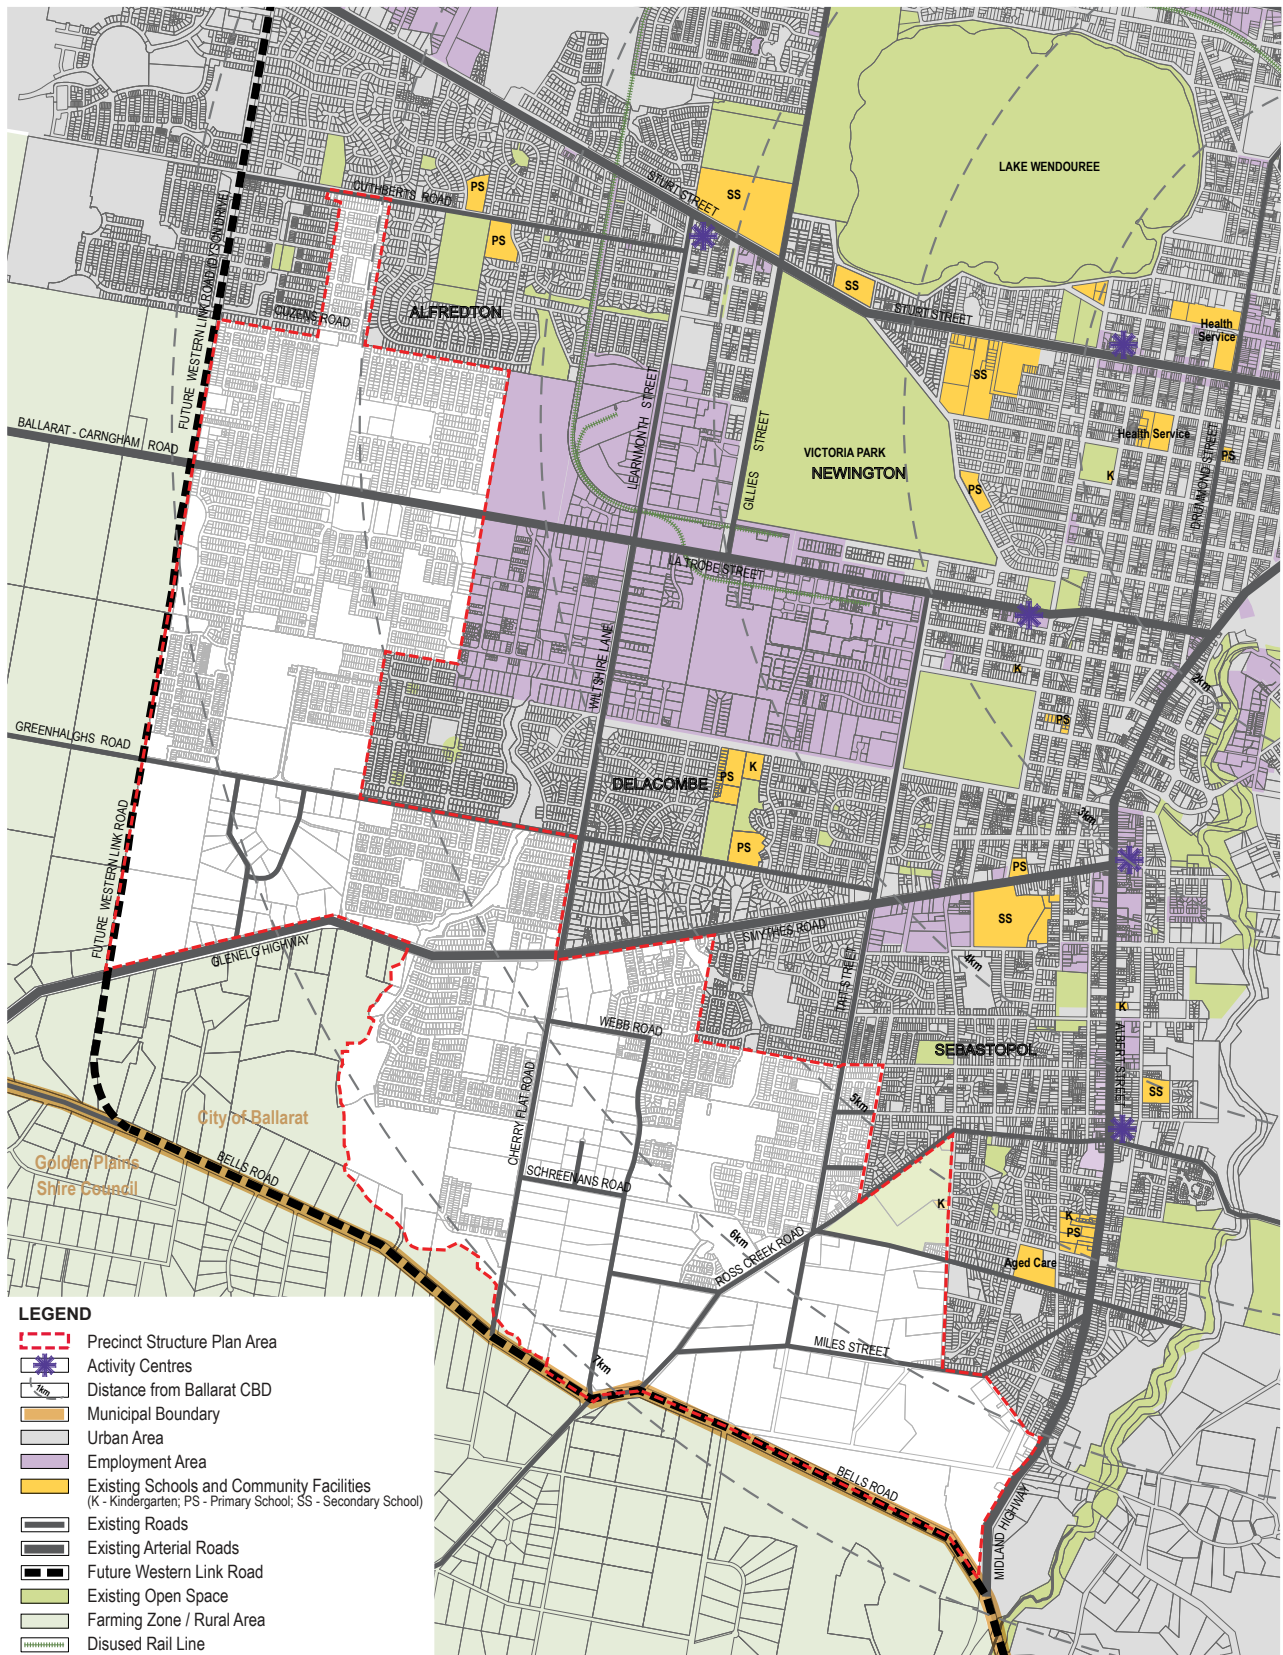 LAKE WENDOUREE
CUTHBERTS ROAD
PS
STURT STREET
SS
PS
FUTURE WESTERN LINK ROAD/DYSON DRIVE
SS
ALFREDTON
CUZENS ROAD
STURT STREET
Health
Service
SS
LEARNMONTH STREET
BALLARAT - CARNGHAM ROAD
GILLIES STREET
VICTORIA PARK
NEWINGTON
Health Service
DRUMMOND STREET
PS
K
PS
LA TROBE STREET
WILTSHIRE LANE
K
2km
PS
GREENHALGHS ROAD
DELACOMBE
PS
K
3km
PS
PS
FUTURE WESTERN LINK ROAD
SS
SMYTHES ROAD
GLENELG HIGHWAY
TAIT STREET
4km
K
WEBB ROAD
ALBERT STREET
SEBASTOPOL
SS
5km
CHERRY FLAT ROAD
City of Ballarat
Golden Plains
Shire Council
BELLS ROAD
SCHREENANS ROAD
K
K
PS
6km
ROSS CREEK ROAD
Aged Care
MILES STREET
7km
BELLS ROAD
MIDLAND HIGHWAY
LEGEND
Precinct Structure Plan Area
Activity Centres
1km
Distance from Ballarat CBD
Municipal Boundary
Urban Area
Employment Area
Existing Schools and Community Facilities
(K - Kindergarten; PS - Primary School; SS - Secondary School)
Existing Roads
Existing Arterial Roads
Future Western Link Road
Existing Open Space
Farming Zone / Rural Area
Disused Rail Line